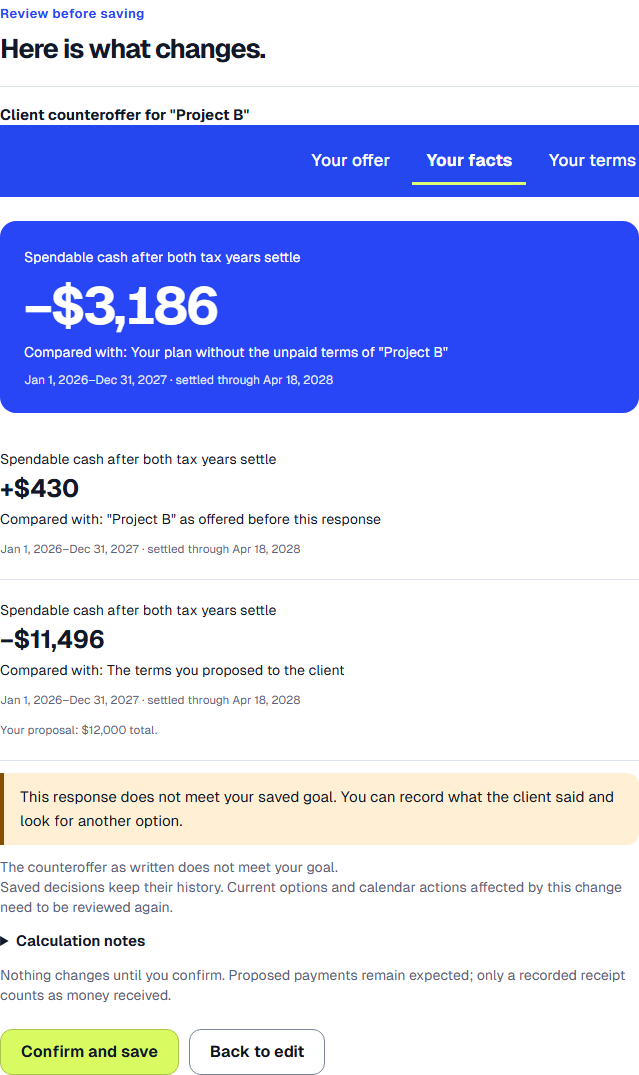 Review before saving
Here is what changes.
Client counteroffer for "Project B"
Your offer Your facts Your terms
Spendable cash after both tax years settle
–$3,186
Compared with: Your plan without the unpaid terms of "Project B"
Jan 1, 2026–Dec 31, 2027 · settled through Apr 18, 2028
Spendable cash after both tax years settle
+$430
Compared with: "Project B" as offered before this response
Jan 1, 2026–Dec 31, 2027 · settled through Apr 18, 2028
Spendable cash after both tax years settle
–$11,496
Compared with: The terms you proposed to the client
Jan 1, 2026–Dec 31, 2027 · settled through Apr 18, 2028
Your proposal: $12,000 total.
This response does not meet your saved goal. You can record what the client said and
look for another option.
The counteroffer as written does not meet your goal.
Saved decisions keep their history. Current options and calendar actions affected by this change
need to be reviewed again.
Calculation notes
Nothing changes until you confirm. Proposed payments remain expected; only a recorded receipt
counts as money received.
Confirm and save Back to edit